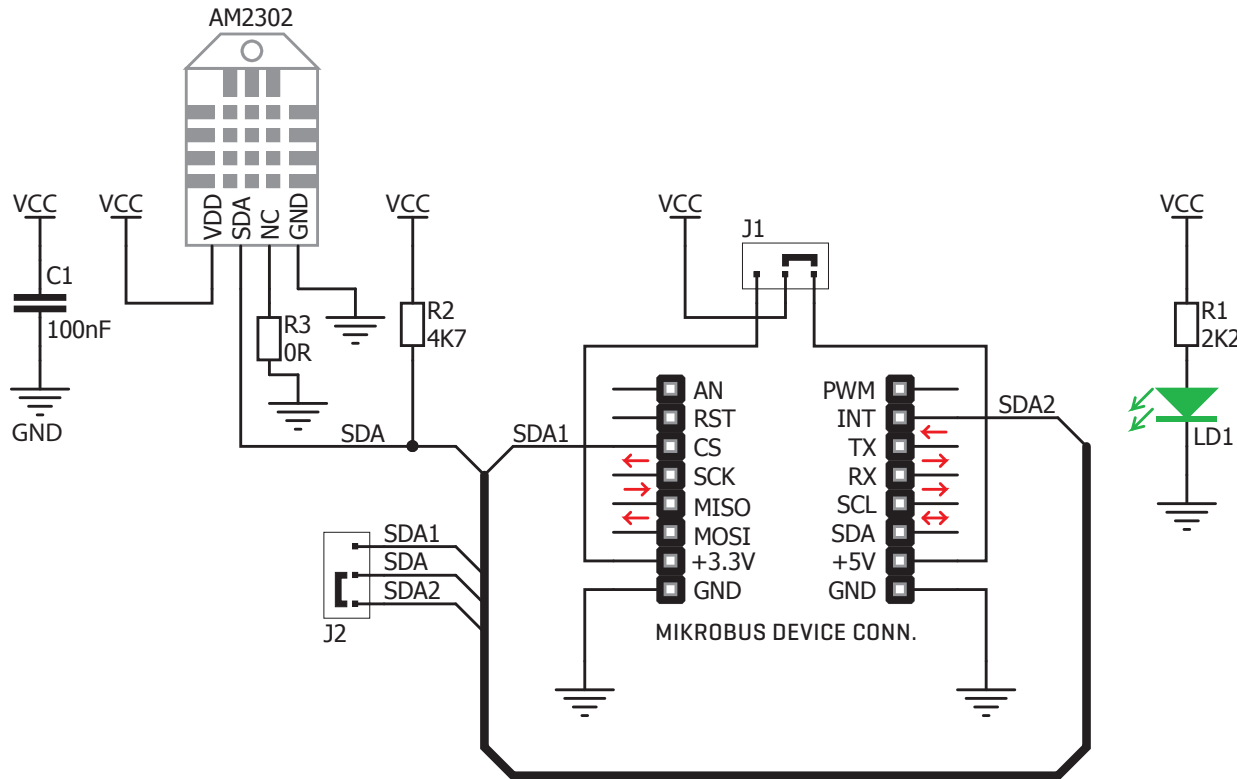 AM2302
VCC
VCC
VCC
VCC
VCC
VDD
SDA
NC
GND
J1
C1
100nF
R3
0R
R2
4K7
R1
2K2
GND
LD1
SDA
SDA1
SDA2
AN
RST
CS
SCK
MISO
MOSI
+3.3V
GND
PWM
INT
TX
RX
SCL
SDA
+5V
GND
SDA1
SDA
SDA2
J2
MIKROBUS DEVICE CONN.